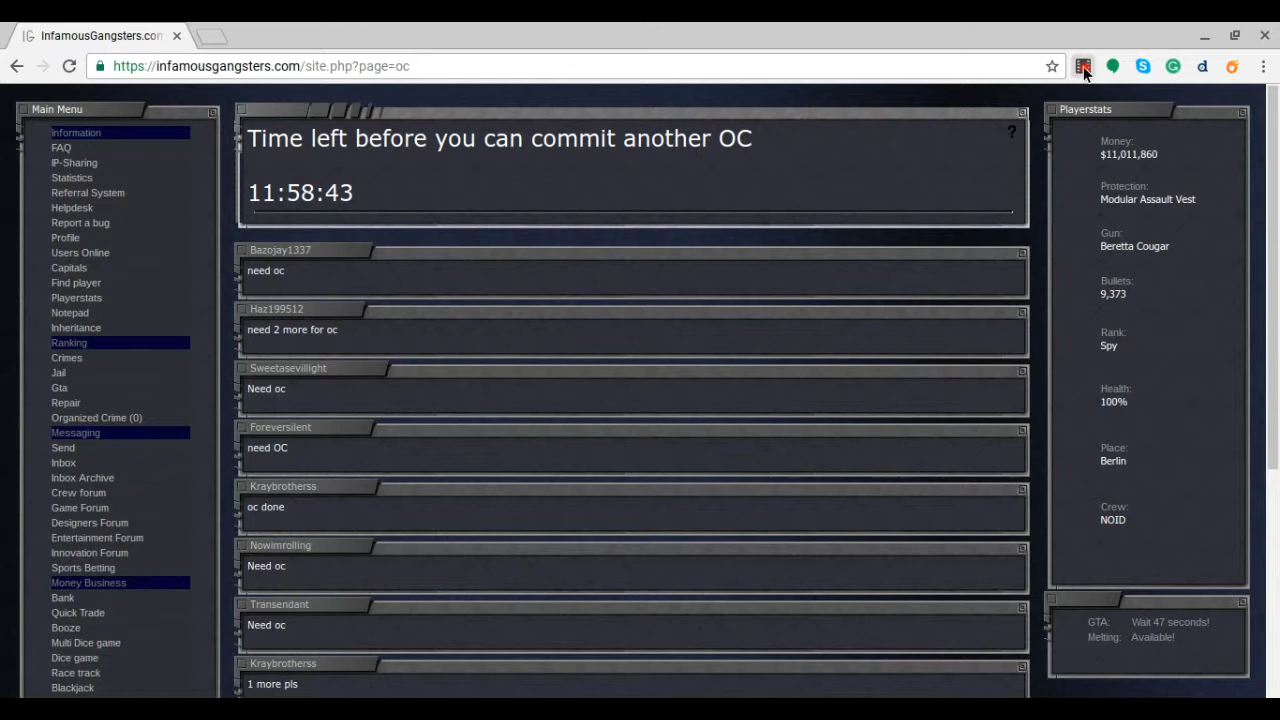 InfamousGangsters.com
https://infamousgangsters.com/site.php?page=oc
Main Menu
Information
FAQ
IP-Sharing
Statistics
Referral System
Helpdesk
Report a bug
Profile
Users Online
Capitals
Find player
Playerstats
Notepad
Inheritance
Ranking
Crimes
Jail
Gta
Repair
Organized Crime (0)
Messaging
Send
Inbox
Inbox Archive
Crew forum
Game Forum
Designers Forum
Entertainment Forum
Innovation Forum
Sports Betting
Money Business
Bank
Quick Trade
Booze
Multi Dice game
Dice game
Race track
Blackjack
Time left before you can commit another OC
?
11:58:43
Bazojay1337
need oc
Haz199512
need 2 more for oc
Sweetasevillight
Need oc
Foreversilent
need OC
Kraybrotherss
oc done
Nowimrolling
Need oc
Transendant
Need oc
Kraybrotherss
1 more pls
Playerstats
Money:
$11,011,860
Protection:
Modular Assault Vest
Gun:
Beretta Cougar
Bullets:
9,373
Rank:
Spy
Health:
100%
Place:
Berlin
Crew:
NOID
GTA: Wait 47 seconds!
Melting: Available!